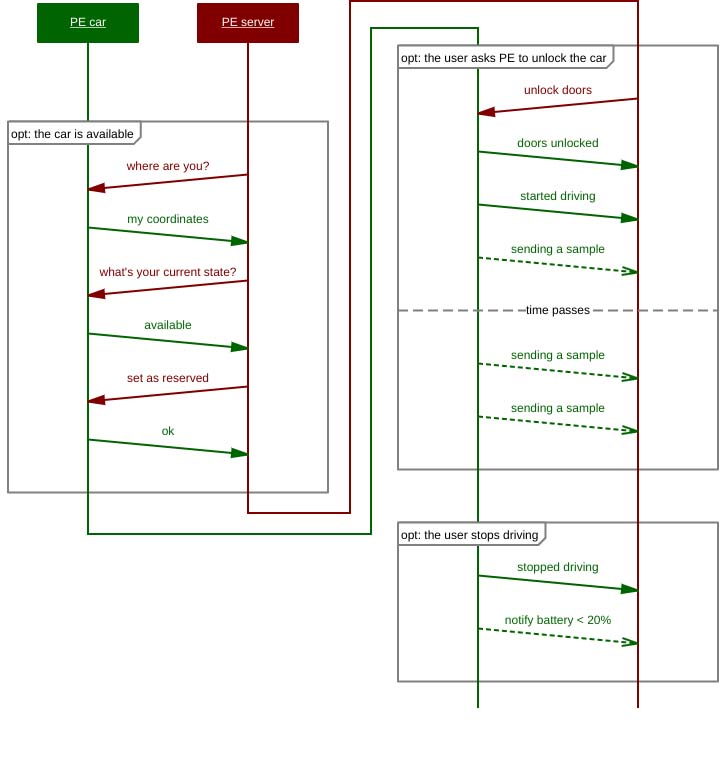 PE car
PE server
opt: the car is available
where are you?
my coordinates
what's your current state?
available
set as reserved
ok
opt: the user asks PE to unlock the car
unlock doors
doors unlocked
started driving
sending a sample
time passes
sending a sample
sending a sample
opt: the user stops driving
stopped driving
notify battery < 20%